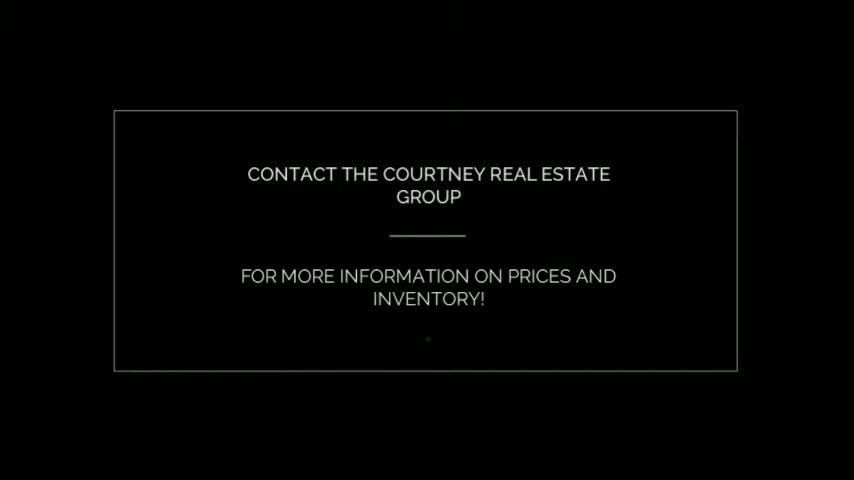 CONTACT THE COURTNEY REAL ESTATE
GROUP
FOR MORE INFORMATION ON PRICES AND
INVENTORY!